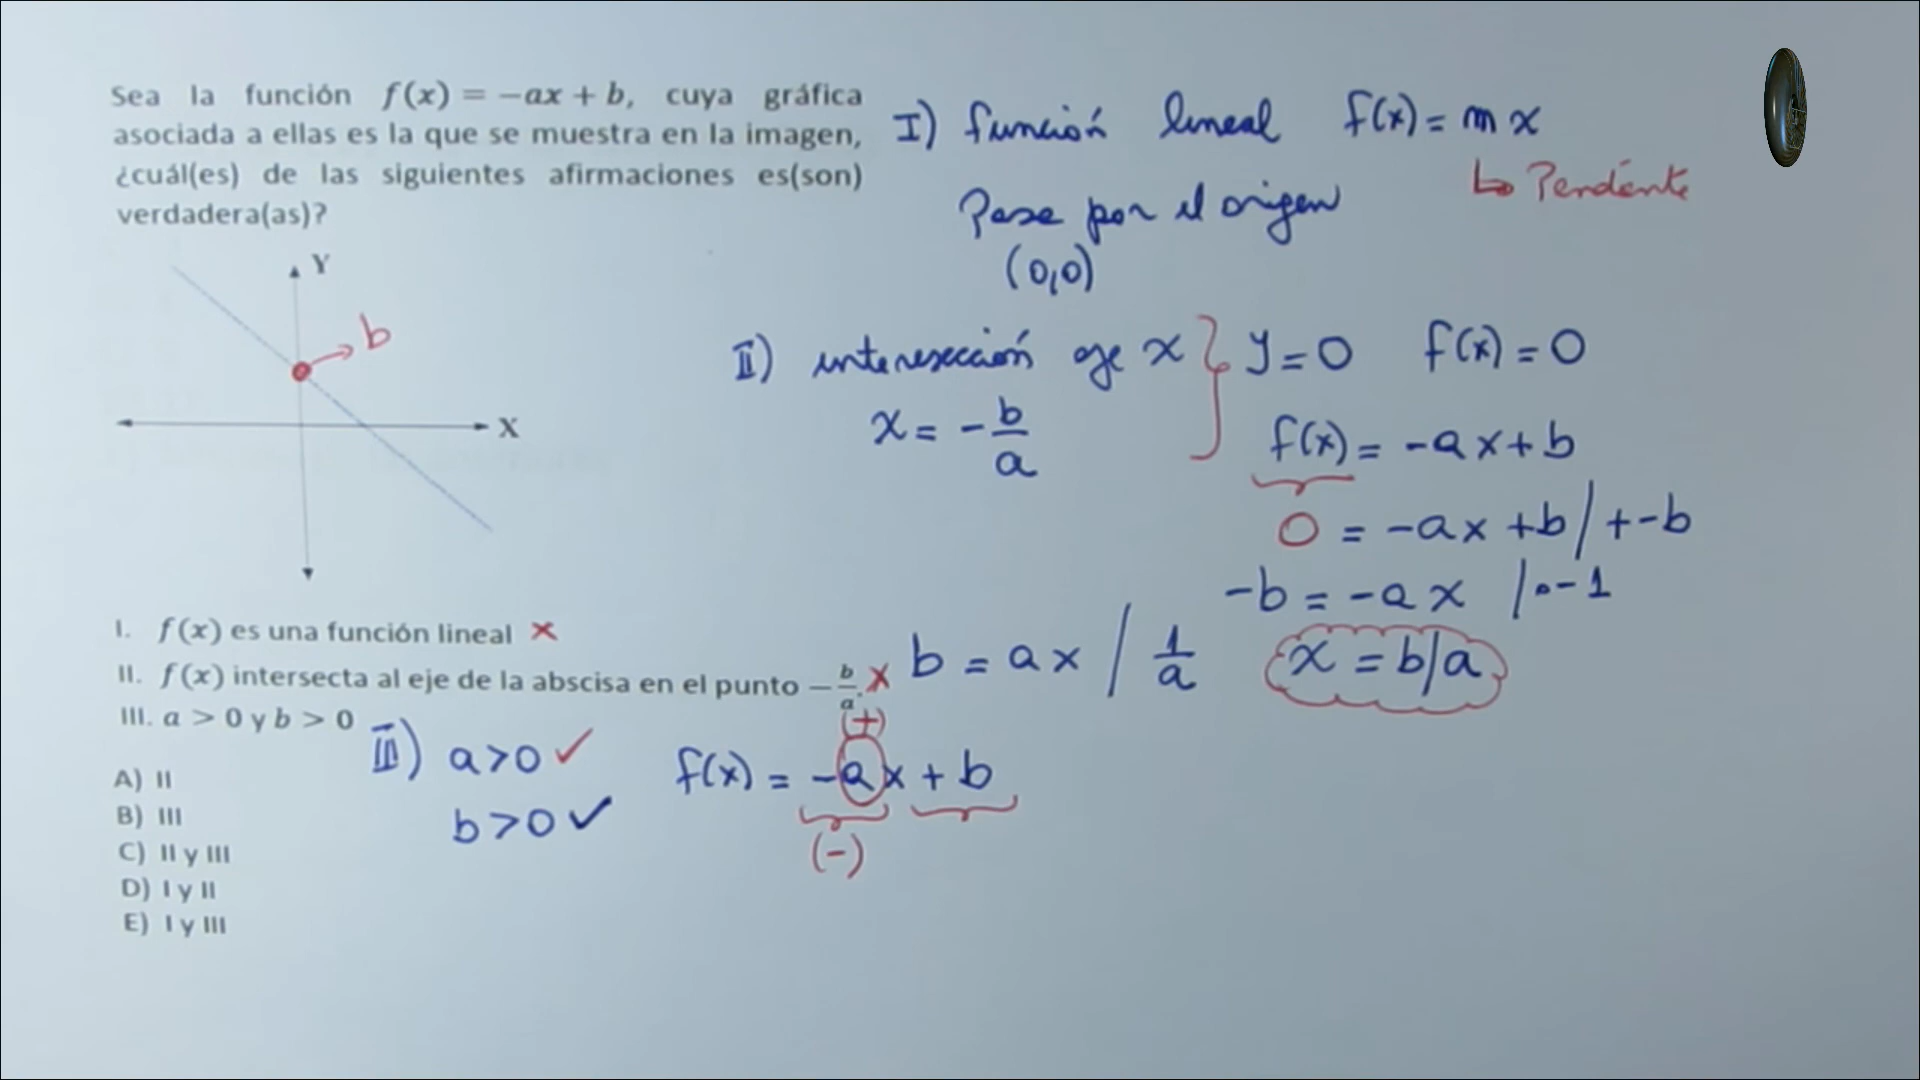 Sea la función f(x) = −ax + b, cuya gráfica
asociada a ellas es la que se muestra en la imagen,
¿cuál(es) de las siguientes afirmaciones es(son)
verdadera(as)?
Y
b
X
I. f(x) es una función lineal ×
II. f(x) intersecta al eje de la abscisa en el punto −b/a. ×
III. a > 0 y b > 0
A) II
B) III
C) II y III
D) I y II
E) I y III
I) función lineal f(x) = mx
↳ Pendiente
Pasa por el origen
(0,0)
II) intersección eje x } y = 0 f(x) = 0
x = −b/a
f(x) = −ax + b
0 = −ax + b / + −b
−b = −ax / · −1
b = ax / 1/a x = b/a
III) a > 0 ✓
b > 0 ✓
(+)
f(x) = −ax + b
(−)